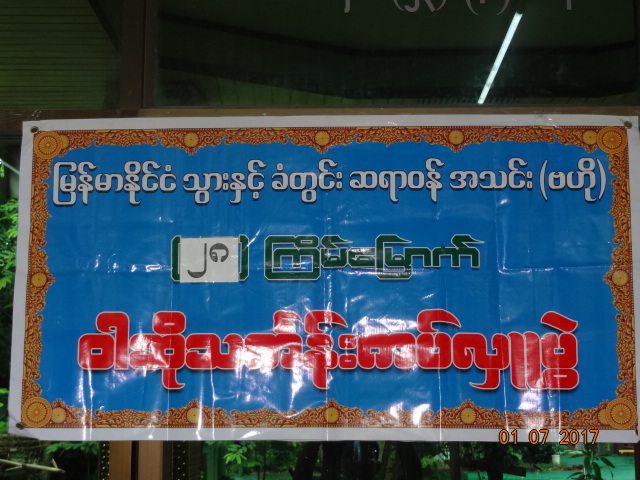 မြန်မာနိုင်ငံ သွားနှင့် ခံတွင်း ဆရာဝန် အသင်း (ဗဟို)
(၂၈) ကြိမ်မြောက်
ဝါဆိုသင်္ကန်းကပ်လှူပွဲ
01 07 2017